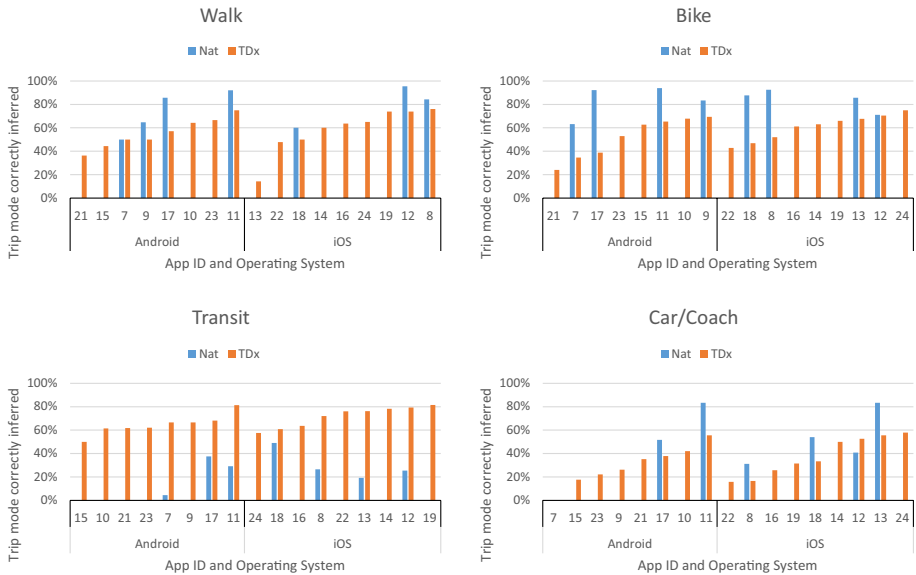 Walk
Nat TDx
Trip mode correctly inferred
100%
80%
60%
40%
20%
0%
21 15 7 9 17 10 23 11 13 22 18 14 16 24 19 12 8
Android iOS
App ID and Operating System
Bike
Nat TDx
Trip mode correctly inferred
100%
80%
60%
40%
20%
0%
21 7 17 23 15 11 10 9 22 18 8 16 14 19 13 12 24
Android iOS
App ID and Operating System
Transit
Nat TDx
Trip mode correctly inferred
100%
80%
60%
40%
20%
0%
15 10 21 23 7 9 17 11 24 18 16 8 22 13 14 12 19
Android iOS
App ID and Operating System
Car/Coach
Nat TDx
Trip mode correctly inferred
100%
80%
60%
40%
20%
0%
7 15 23 9 21 17 10 11 22 8 16 19 18 14 12 13 24
Android iOS
App ID and Operating System